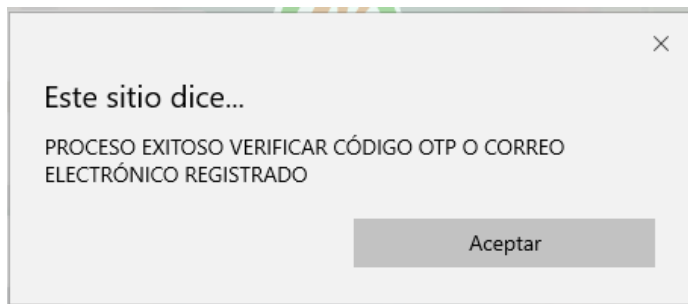 Este sitio dice...
PROCESO EXITOSO VERIFICAR CÓDIGO OTP O CORREO
ELECTRÓNICO REGISTRADO
Aceptar